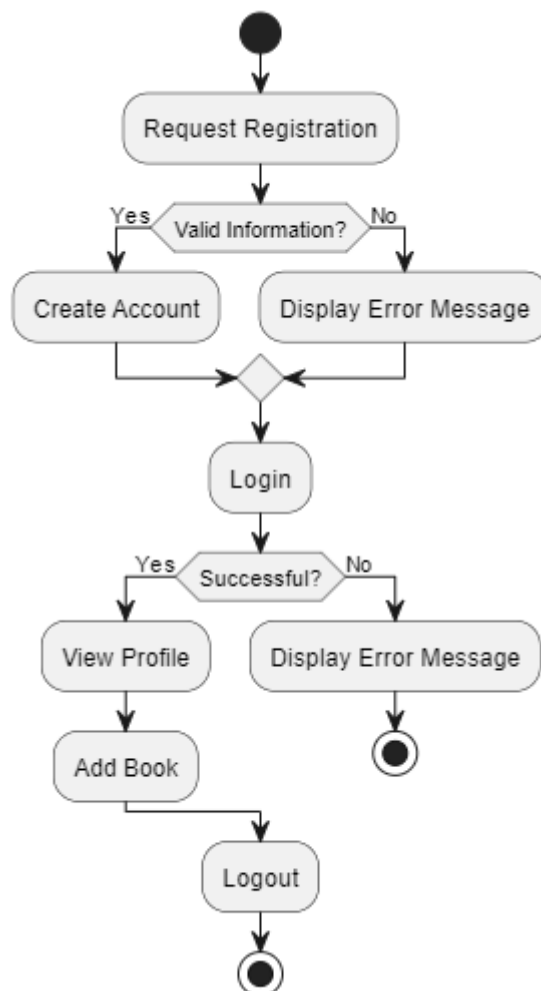 Request Registration
Yes
Valid Information?
No
Create Account
Display Error Message
Login
Yes
Successful?
No
View Profile
Display Error Message
Add Book
Logout